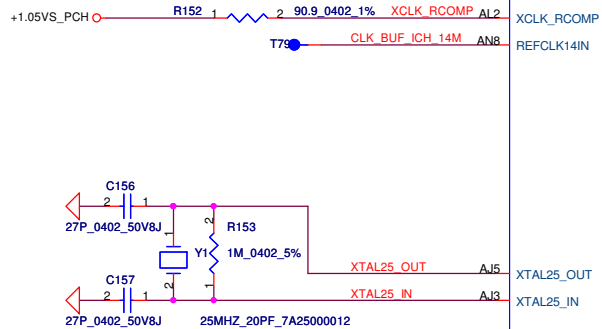 R152 1 2 90.9_0402_1% XCLK_RCOMP AL2 XCLK_RCOMP
+1.05VS_PCH
T79 CLK_BUF_ICH_14M AN8 REFCLK14IN
C156
2 1
27P_0402_50V8J
2 R153
1 Y1 1M_0402_5%
XTAL25_OUT AJ5 XTAL25_OUT
C157 2 1
2 1 XTAL25_IN AJ3 XTAL25_IN
27P_0402_50V8J 25MHZ_20PF_7A25000012